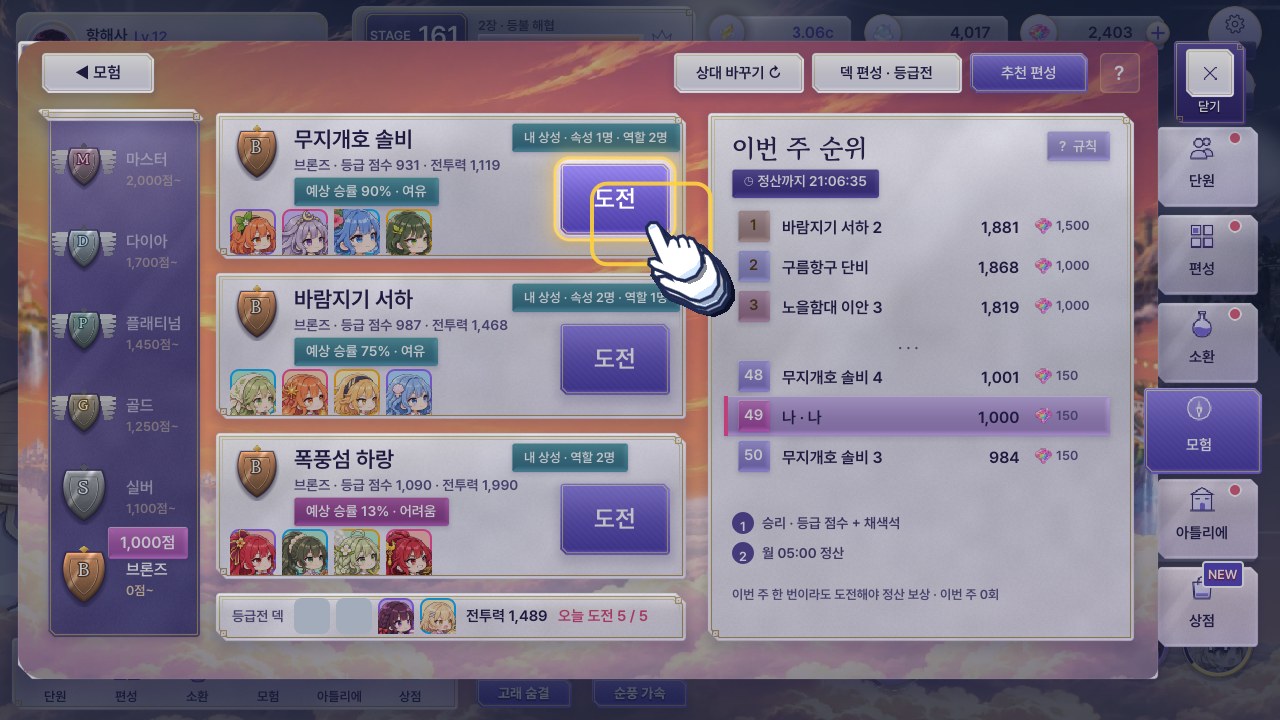 항해사 Lv.12
STAGE 161
2장 · 등불 해협
3.06c
4,017
2,403
◀ 모험
상대 바꾸기
덱 편성 · 등급전
추천 편성
?
닫기
M
마스터
2,000점~
D
다이아
1,700점~
P
플래티넘
1,450점~
G
골드
1,250점~
S
실버
1,100점~
1,000점
B
브론즈
0점~
B
무지개호 솔비
내 상성 · 속성 1명 · 역할 2명
브론즈 · 등급 점수 931 · 전투력 1,119
예상 승률 90% · 여유
도전
B
바람지기 서하
내 상성 · 속성 2명 · 역할 1명
브론즈 · 등급 점수 987 · 전투력 1,468
예상 승률 75% · 여유
도전
B
폭풍섬 하랑
내 상성 · 역할 2명
브론즈 · 등급 점수 1,090 · 전투력 1,990
예상 승률 13% · 어려움
도전
등급전 덱
전투력 1,489
오늘 도전 5 / 5
이번 주 순위
? 규칙
정산까지 21:06:35
1 바람지기 서하 2 1,881 1,500
2 구름항구 단비 1,868 1,000
3 노을함대 이안 3 1,819 1,000
···
48 무지개호 솔비 4 1,001 150
49 나 · 나 1,000 150
50 무지개호 솔비 3 984 150
1 승리 · 등급 점수 + 채색석
2 월 05:00 정산
이번 주 한 번이라도 도전해야 정산 보상 · 이번 주 0회
단원
편성
소환
모험
아틀리에
NEW
상점
단원
편성
소환
모험
아틀리에
상점
고래 숨결
순풍 가속